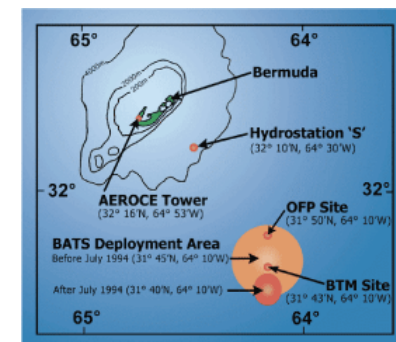 65
64
4000m
2000m
200m
Bermuda
Hydrostation ‘S’
(32° 10’N, 64° 30’W)
32°
32°
AEROCE Tower
(32° 16’N, 64° 53’W)
OFP Site
(31° 50’N, 64° 10’W)
BATS Deployment Area
Before July 1994 (31° 45’N, 64° 10’W)
BTM Site
After July 1994 (31° 40’N, 64° 10’W)
(31° 43’N, 64° 10’W)
65
64